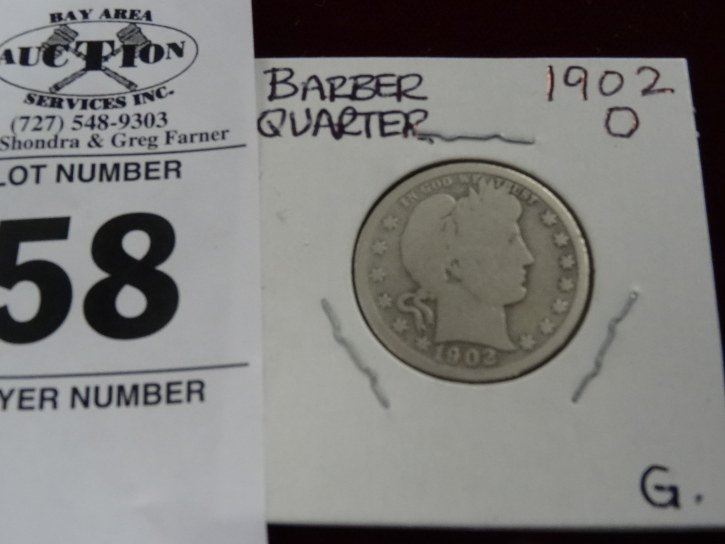 BAY AREA
AUCTION
SERVICES INC.
(727) 548-9303
Shondra & Greg Farner
LOT NUMBER
58
YER NUMBER
BARBER
QUARTER
1902
O
IN GOD WE TRUST
1902
G.